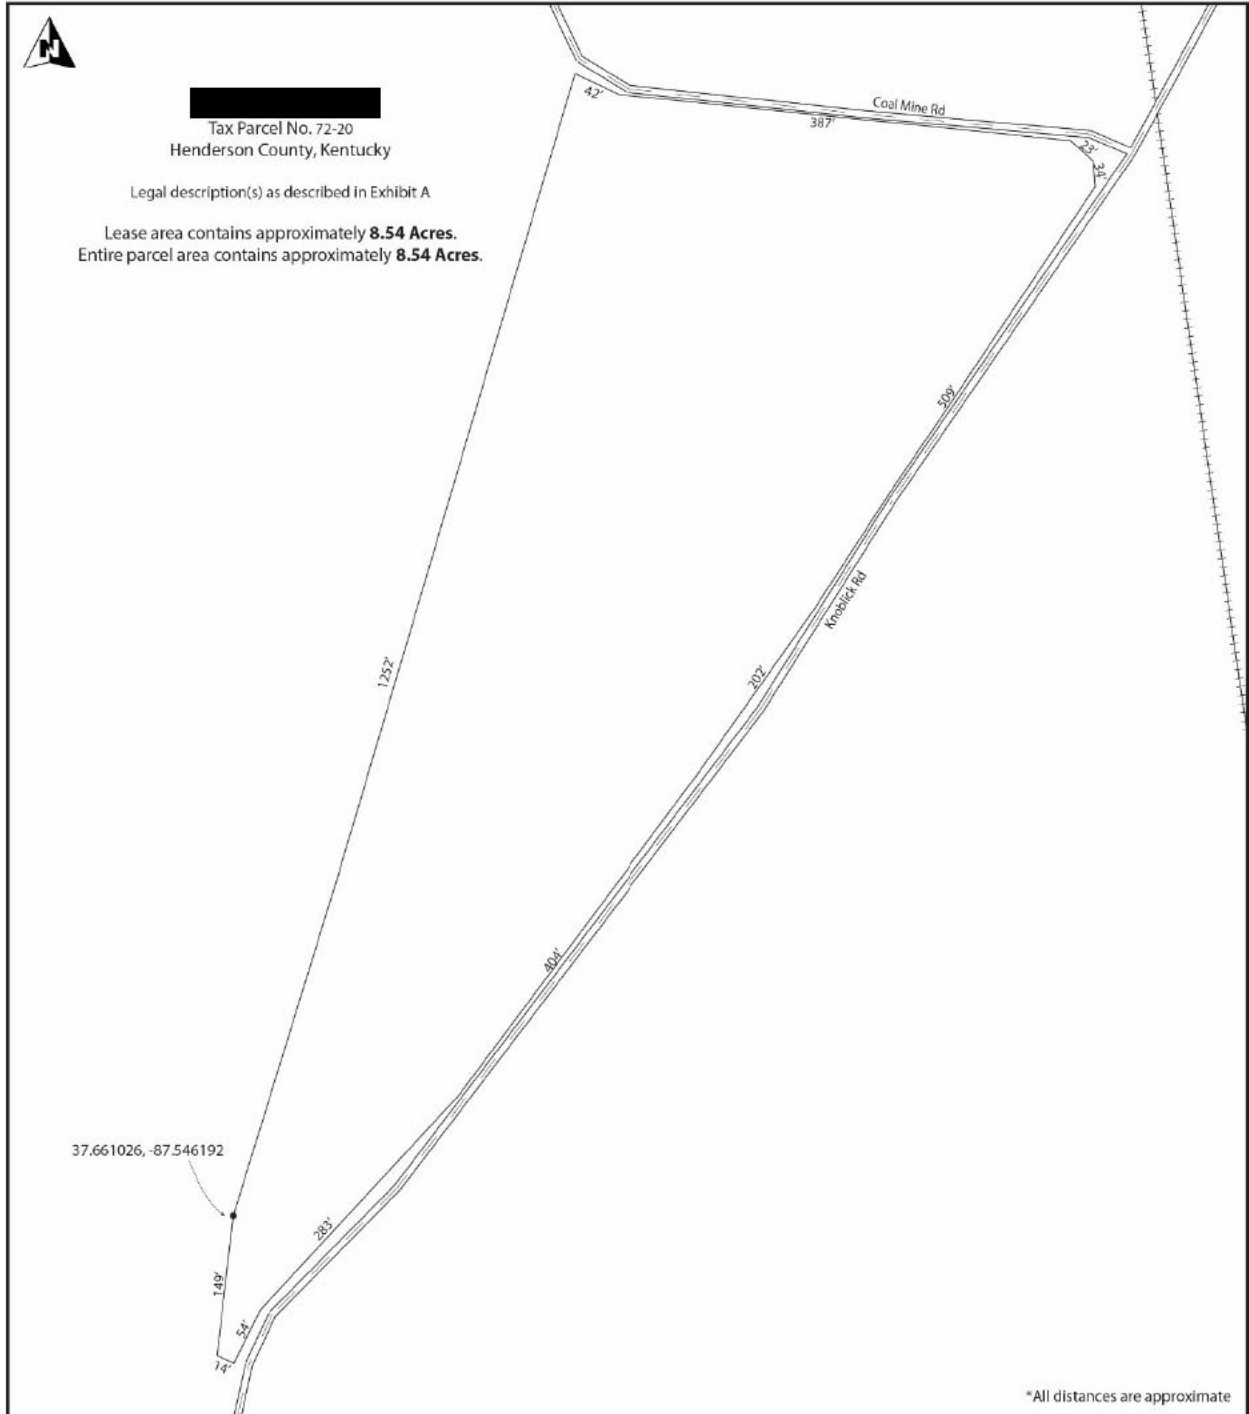 N
Tax Parcel No. 72-20
Henderson County, Kentucky
Legal description(s) as described in Exhibit A
Lease area contains approximately 8.54 Acres.
Entire parcel area contains approximately 8.54 Acres.
42'
Coal Mine Rd
387'
23'
34'
509'
Knoblick Rd
202'
1252'
404'
37.661026, -87.546192
283'
149'
54'
14'
*All distances are approximate